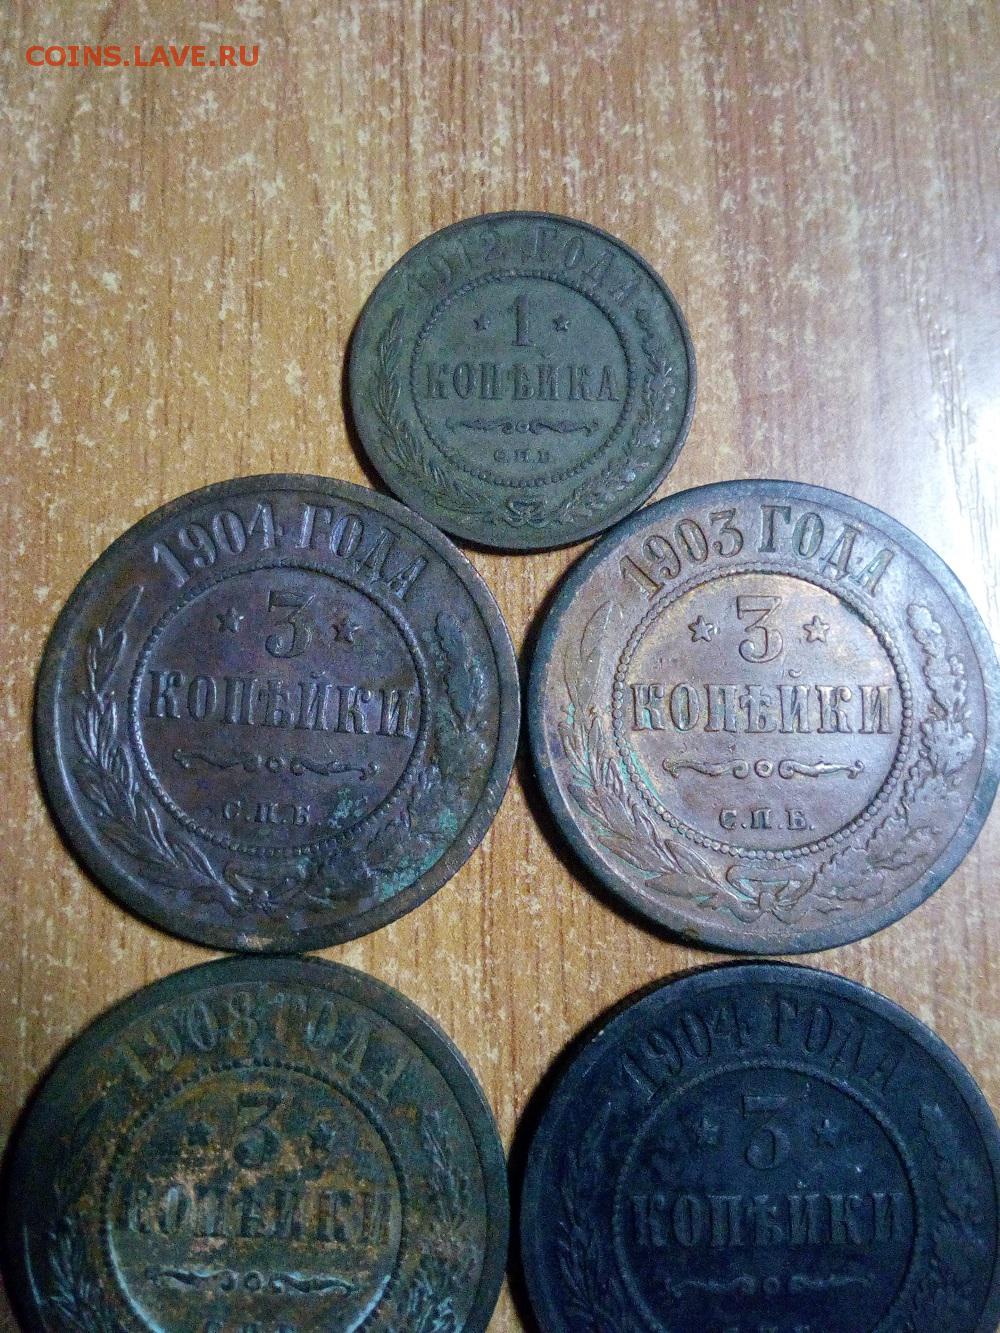 COINS.LAVE.RU
1912 ГОДА
1
КОПѢЙКА
С.П.Б.
1904 ГОДА
3
КОПѢЙКИ
С.П.Б.
1903 ГОДА
3
КОПѢЙКИ
С.П.Б.
1908 ГОДА
3
КОПѢЙКИ
1904 ГОДА
3
КОПѢЙКИ